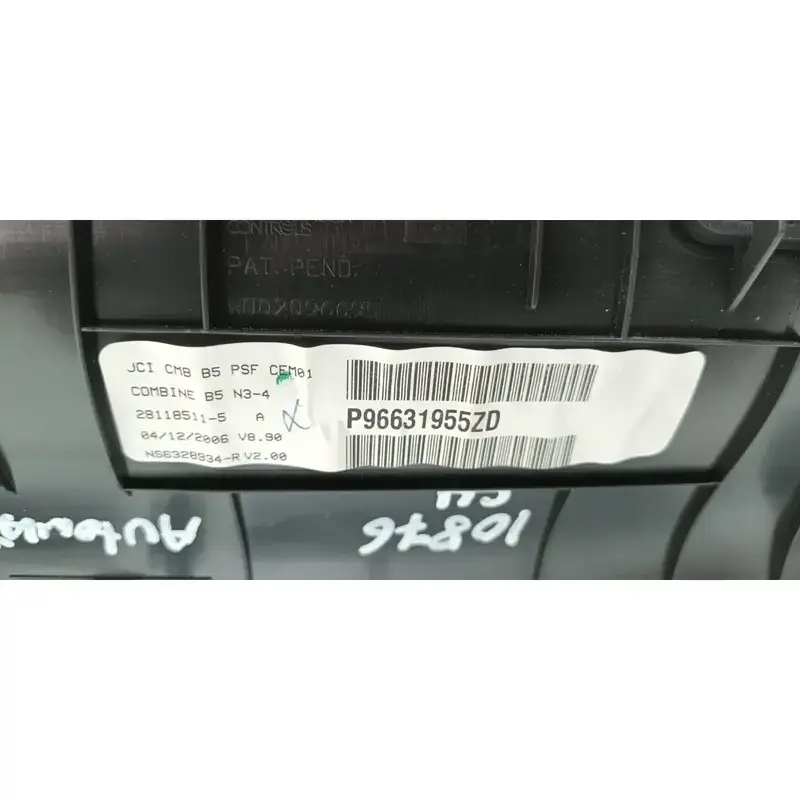 CONTROLS
PAT. PEND.
JCI CMB B5 PSF CEM01
COMBINE B5 N3-4
28118511-5 A
04/12/2006 V8.90
NS6328934-R V2.00
P96631955ZD
10876